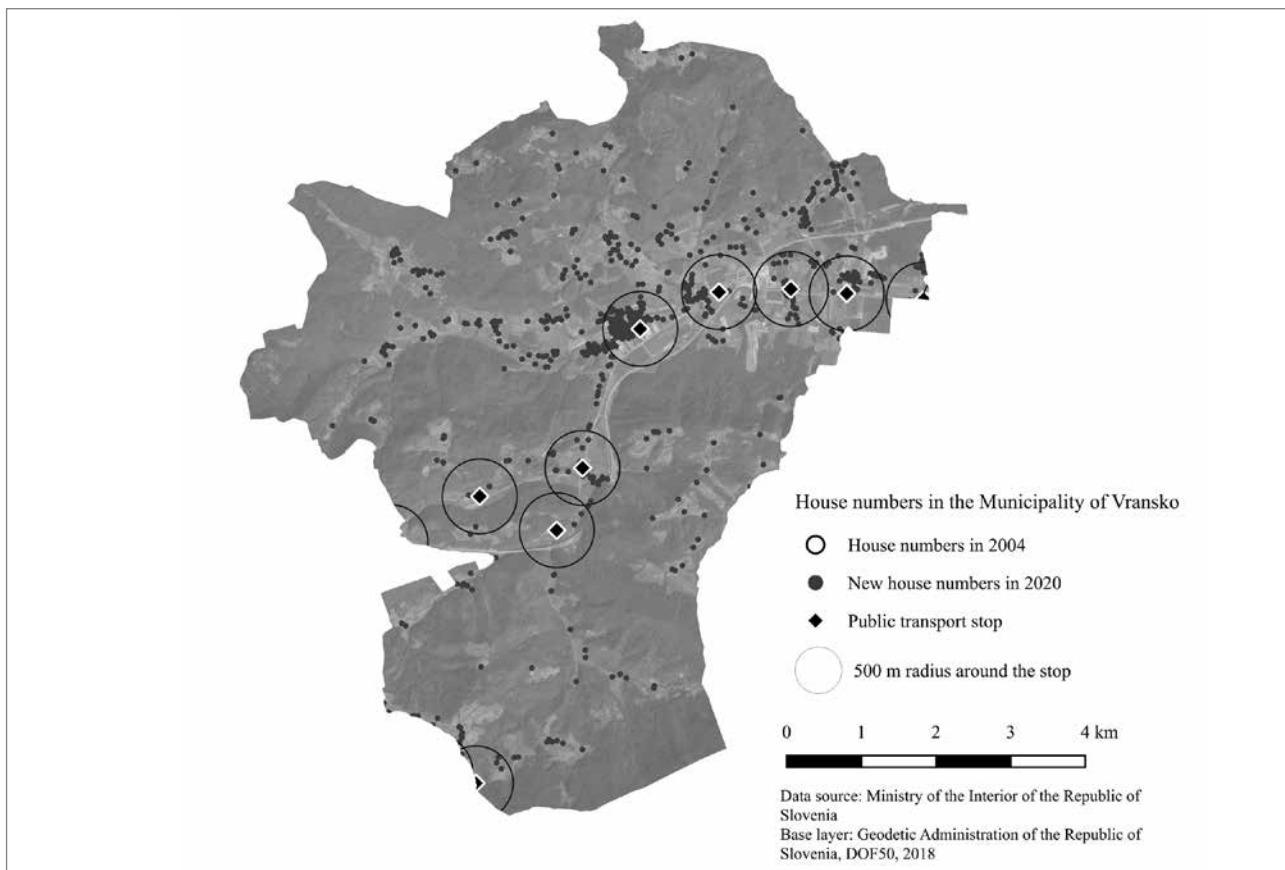 House numbers in the Municipality of Vransko
House numbers in 2004
New house numbers in 2020
Public transport stop
500 m radius around the stop
0 1 2 3 4 km
Data source: Ministry of the Interior of the Republic of
Slovenia
Base layer: Geodetic Administration of the Republic of
Slovenia, DOF50, 2018